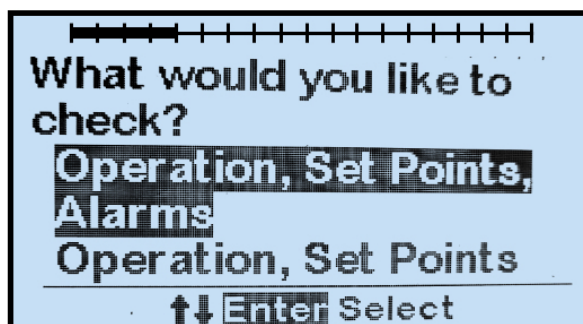 What would you like to
check?
Operation, Set Points,
Alarms
Operation, Set Points
↑↓ Enter Select